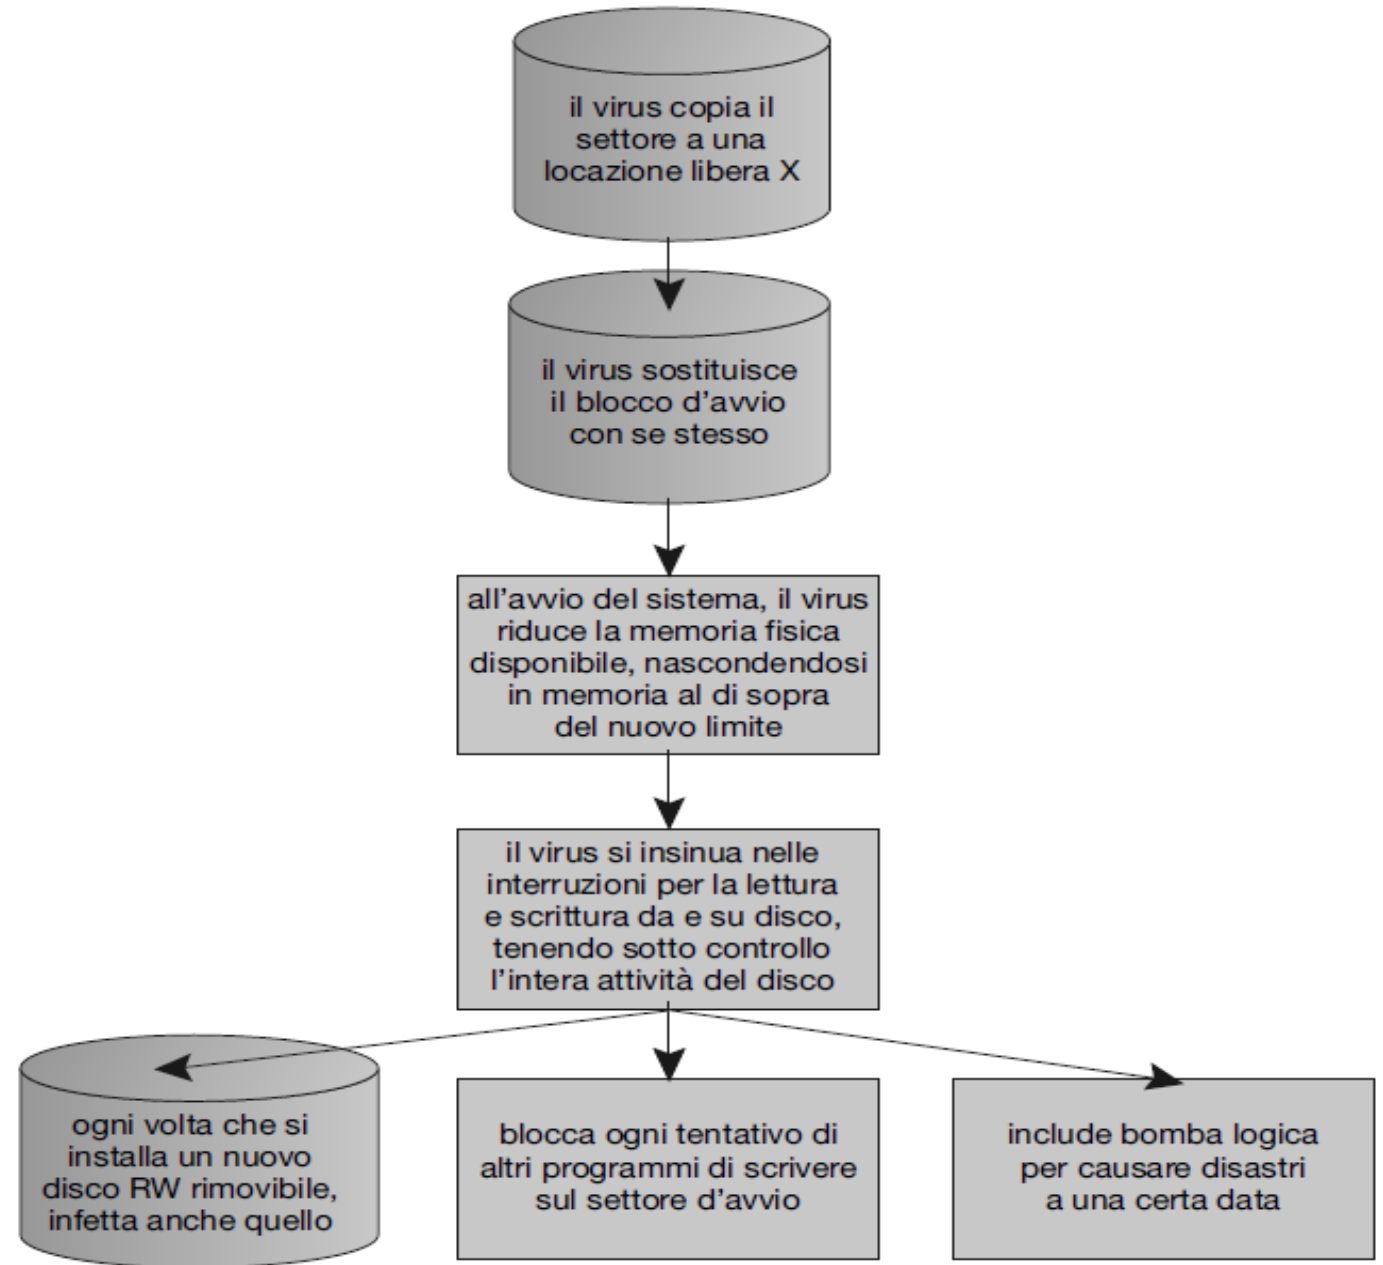 il virus copia il
settore a una
locazione libera X
il virus sostituisce
il blocco d'avvio
con se stesso
all'avvio del sistema, il virus
riduce la memoria fisica
disponibile, nascondendosi
in memoria al di sopra
del nuovo limite
il virus si insinua nelle
interruzioni per la lettura
e scrittura da e su disco,
tenendo sotto controllo
l'intera attività del disco
ogni volta che si
installa un nuovo
disco RW rimovibile,
infetta anche quello
blocca ogni tentativo di
altri programmi di scrivere
sul settore d'avvio
include bomba logica
per causare disastri
a una certa data